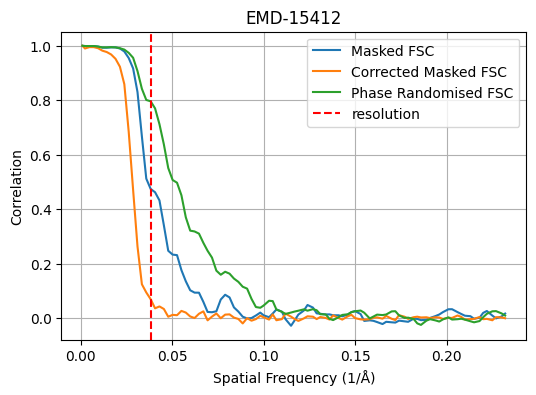 EMD-15412
Masked FSC
Corrected Masked FSC
Phase Randomised FSC
resolution
1.0
0.8
0.6
0.4
0.2
0.0
Correlation
0.00 0.05 0.10 0.15 0.20
Spatial Frequency (1/Å)